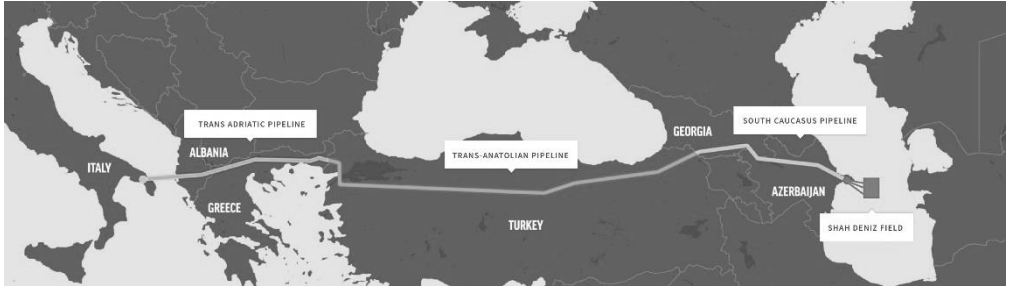 TRANS ADRIATIC PIPELINE
SOUTH CAUCASUS PIPELINE
GEORGIA
ALBANIA
TRANS-ANATOLIAN PIPELINE
ITALY
AZERBAIJAN
GREECE
TURKEY
SHAH DENIZ FIELD